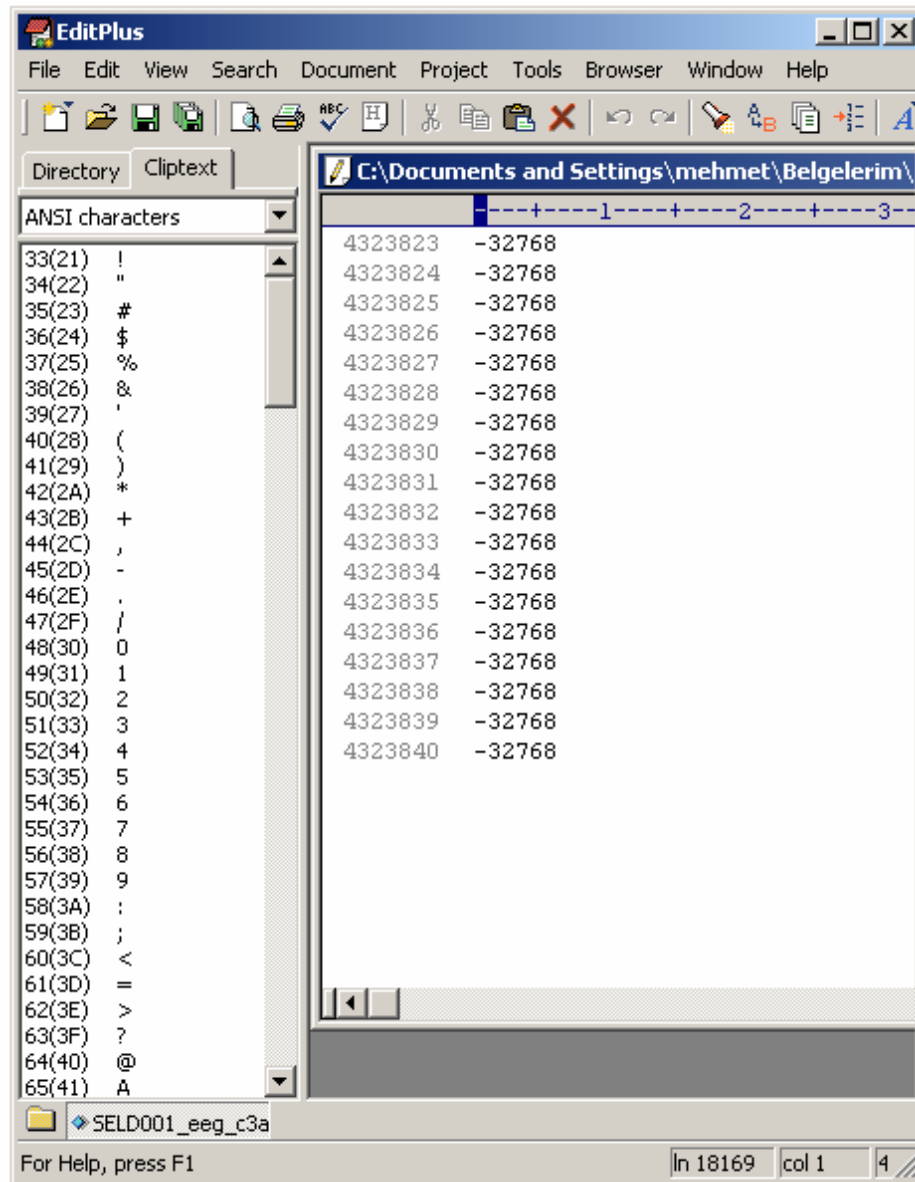 EditPlus
File Edit View Search Document Project Tools Browser Window Help
Directory Cliptext
ANSI characters
33(21) !
34(22) "
35(23) #
36(24) $
37(25) %
38(26) &
39(27) '
40(28) (
41(29) )
42(2A) *
43(2B) +
44(2C) ,
45(2D) -
46(2E) .
47(2F) /
48(30) 0
49(31) 1
50(32) 2
51(33) 3
52(34) 4
53(35) 5
54(36) 6
55(37) 7
56(38) 8
57(39) 9
58(3A) :
59(3B) ;
60(3C) <
61(3D) =
62(3E) >
63(3F) ?
64(40) @
65(41) A
C:\Documents and Settings\mehmet\Belgelerim\
----+----1----+----2----+----3--
4323823 -32768
4323824 -32768
4323825 -32768
4323826 -32768
4323827 -32768
4323828 -32768
4323829 -32768
4323830 -32768
4323831 -32768
4323832 -32768
4323833 -32768
4323834 -32768
4323835 -32768
4323836 -32768
4323837 -32768
4323838 -32768
4323839 -32768
4323840 -32768
SELD001_eeg_c3a
For Help, press F1 ln 18169 col 1 4